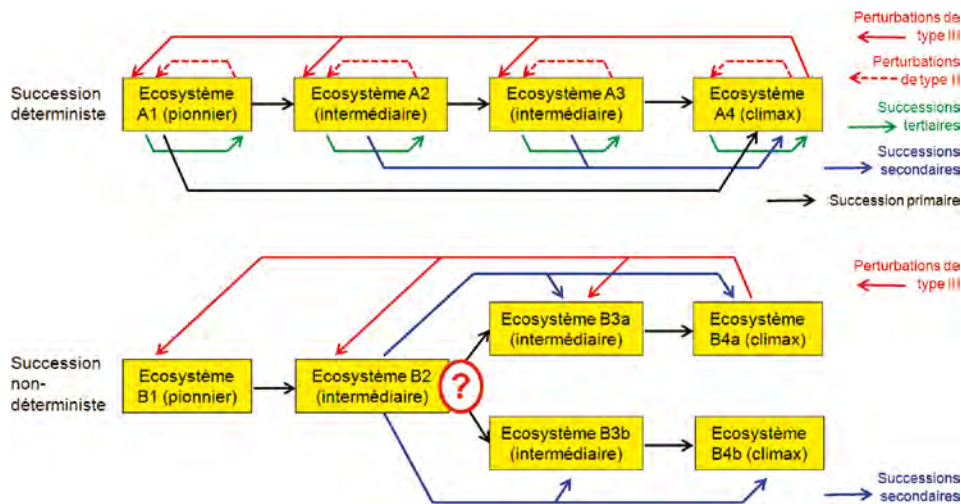 Perturbations de
type III
Perturbations
de type II
Successions
tertiaires
Successions
secondaires
Succession primaire
Succession
déterministe
Ecosystème
A1 (pionnier)
Ecosystème A2
(intermédiaire)
Ecosystème A3
(intermédiaire)
Ecosystème
A4 (climax)
Perturbations de
type III
Succession
non-
déterministe
Ecosystème
B1 (pionnier)
Ecosystème B2
(intermédiaire)
?
Ecosystème B3a
(intermédiaire)
Ecosystème
B4a (climax)
Ecosystème B3b
(intermédiaire)
Ecosystème
B4b (climax)
Successions
secondaires